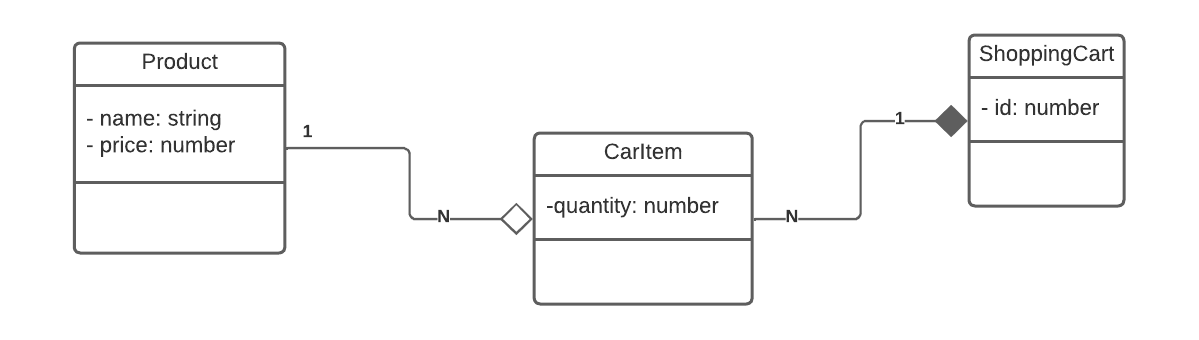 Product
- name: string
- price: number
1
N
CarItem
-quantity: number
N
1
ShoppingCart
- id: number